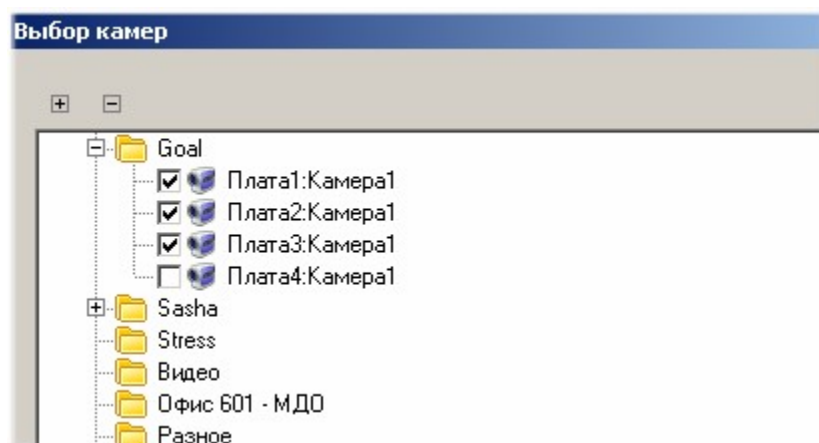 Выбор камер
Goal
Плата1:Камера1
Плата2:Камера1
Плата3:Камера1
Плата4:Камера1
Sasha
Stress
Видео
Офис 601 - МДО
Разное